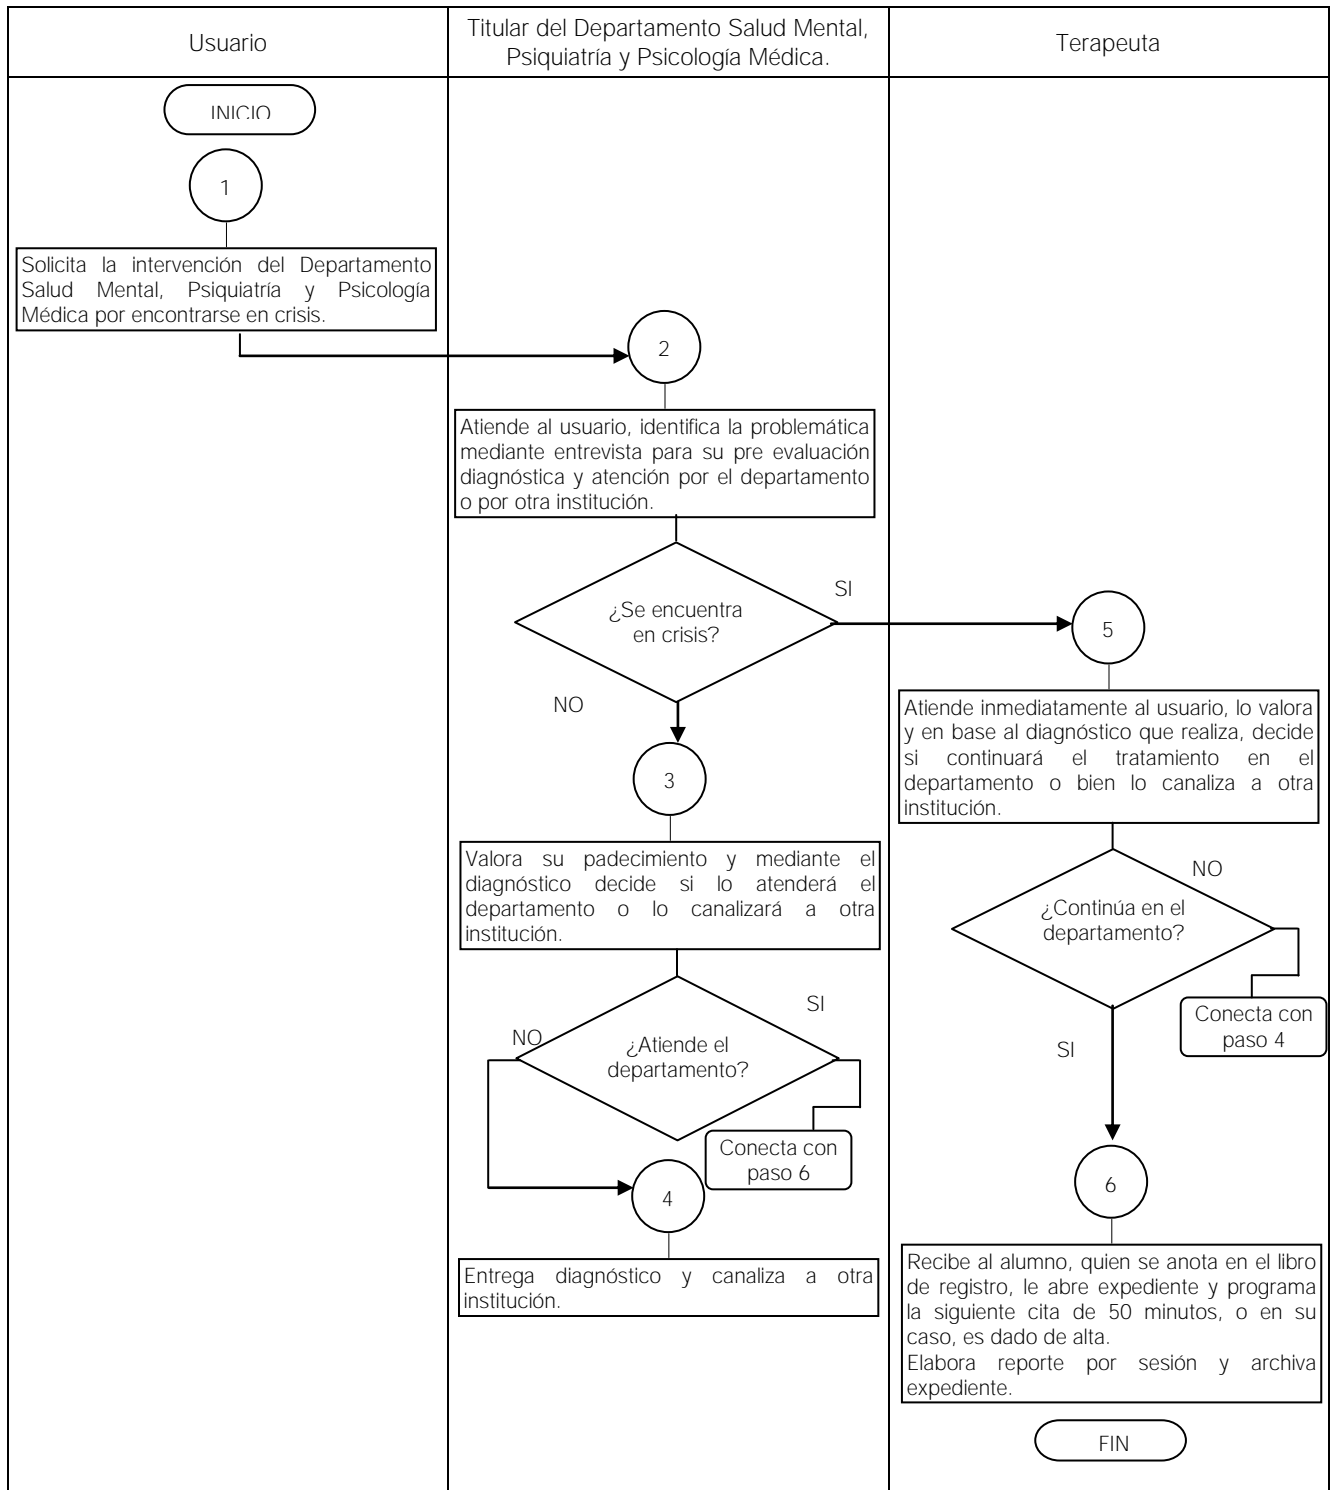 Usuario
Titular del Departamento Salud Mental,
Psiquiatría y Psicología Médica.
Terapeuta
INICIO
1
Solicita la intervención del Departamento
Salud Mental, Psiquiatría y Psicología
Médica por encontrarse en crisis.
2
Atiende al usuario, identifica la problemática
mediante entrevista para su pre evaluación
diagnóstica y atención por el departamento
o por otra institución.
¿Se encuentra
en crisis?
SI
NO
3
Valora su padecimiento y mediante el
diagnóstico decide si lo atenderá el
departamento o lo canalizará a otra
institución.
¿Atiende el
departamento?
SI
NO
Conecta con
paso 6
4
Entrega diagnóstico y canaliza a otra
institución.
5
Atiende inmediatamente al usuario, lo valora
y en base al diagnóstico que realiza, decide
si continuará el tratamiento en el
departamento o bien lo canaliza a otra
institución.
¿Continúa en el
departamento?
NO
Conecta con
paso 4
SI
6
Recibe al alumno, quien se anota en el libro
de registro, le abre expediente y programa
la siguiente cita de 50 minutos, o en su
caso, es dado de alta.
Elabora reporte por sesión y archiva
expediente.
FIN